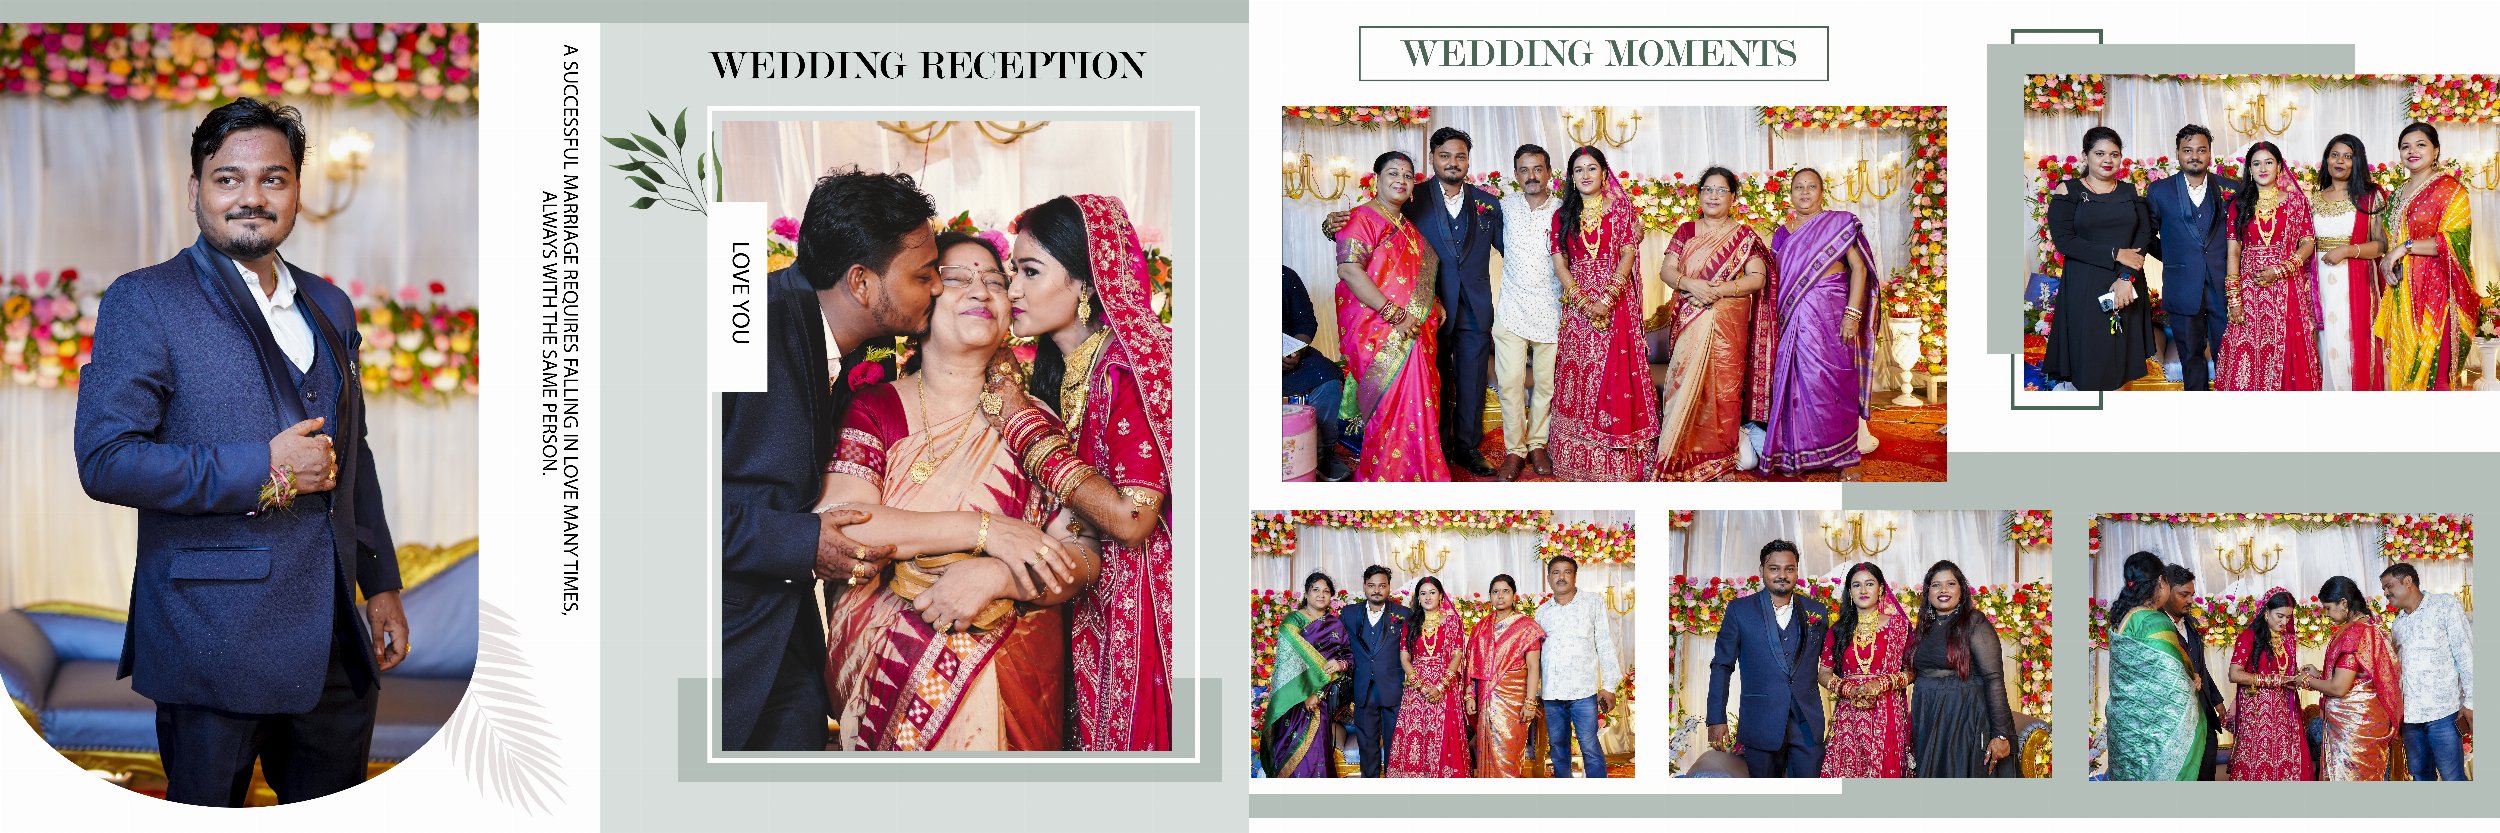 A SUCCESSFUL MARRIAGE REQUIRES FALLING IN LOVE MANY TIMES,
ALWAYS WITH THE SAME PERSON.
WEDDING RECEPTION
LOVE YOU
WEDDING MOMENTS